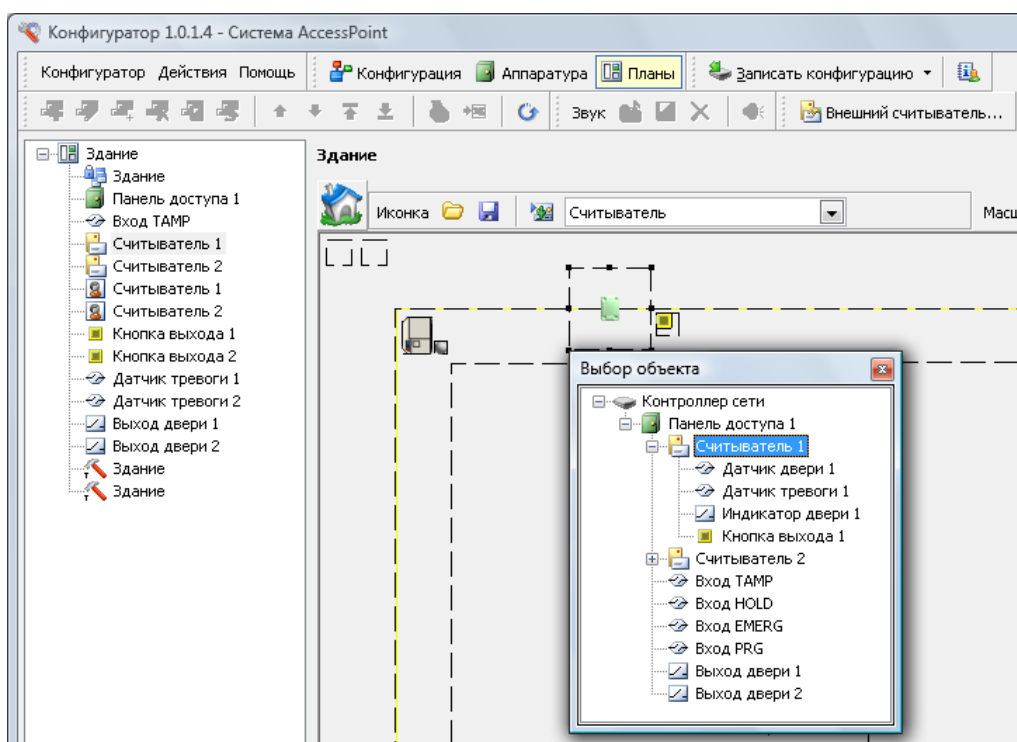 Конфигуратор 1.0.1.4 - Система AccessPoint
Конфигуратор Действия Помощь Конфигурация Аппаратура Планы Записать конфигурацию
Звук Внешний считыватель...
Здание
Здание
Панель доступа 1
Вход TAMP
Считыватель 1
Считыватель 2
Считыватель 1
Считыватель 2
Кнопка выхода 1
Кнопка выхода 2
Датчик тревоги 1
Датчик тревоги 2
Выход двери 1
Выход двери 2
Здание
Здание
Здание
Иконка Считыватель Масш
Выбор объекта
Контроллер сети
Панель доступа 1
Считыватель 1
Датчик двери 1
Датчик тревоги 1
Индикатор двери 1
Кнопка выхода 1
Считыватель 2
Вход TAMP
Вход HOLD
Вход EMERG
Вход PRG
Выход двери 1
Выход двери 2